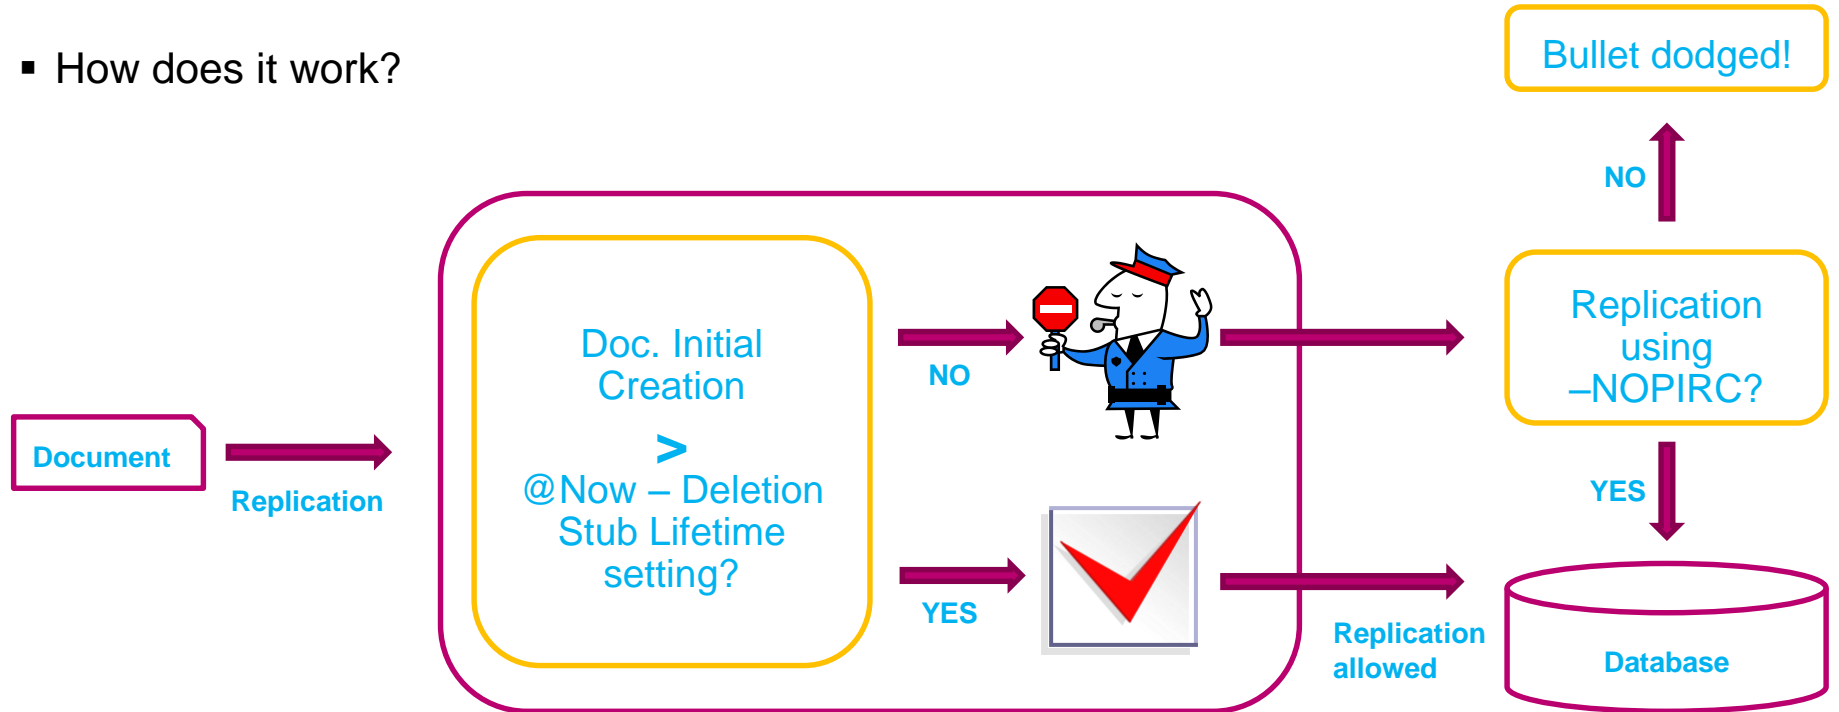 ▪ How does it work?
Bullet dodged!
NO
Replication
using
–NOPIRC?
YES
Database
Document
Replication
Doc. Initial
Creation
>
@Now – Deletion
Stub Lifetime
setting?
NO
YES
Replication
allowed